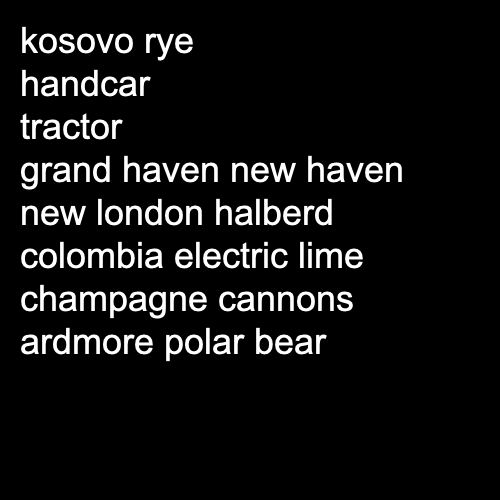 kosovo rye
handcar
tractor
grand haven new haven
new london halberd
colombia electric lime
champagne cannons
ardmore polar bear